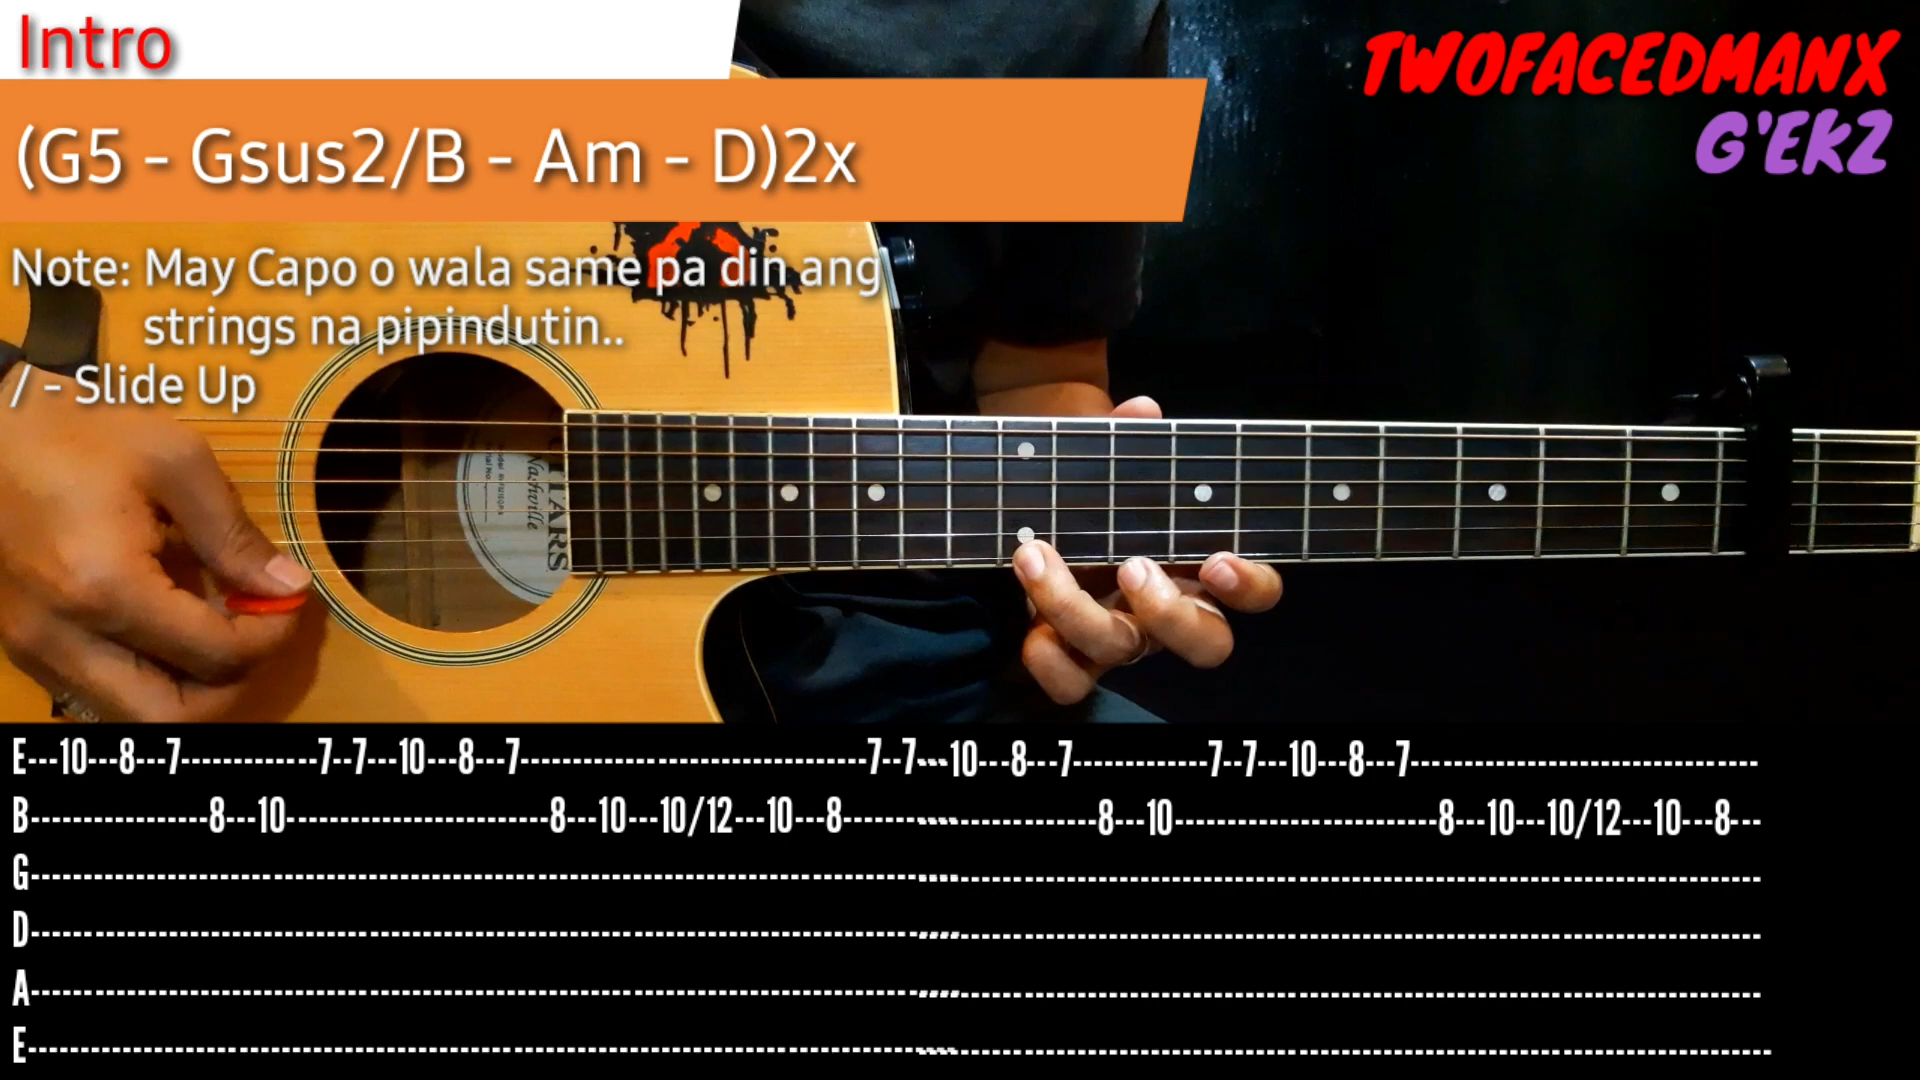 Intro
TWOFACEDMANX
G'EKZ
(G5 - Gsus2/B - Am - D)2x
Note: May Capo o wala same pa din ang
strings na pipindutin..
/ - Slide Up
Nashville
E---10---8---7------------7--7---10---8---7-------------------------------7--7---10---8---7------------7--7---10---8---7-------------------------------
B----------------8---10------------------------8---10---10/12---10---8-----------------------8---10------------------------8---10---10/12---10---8---
G-----------------------------------------------------------------------------------------------------------------------------------------------
D-----------------------------------------------------------------------------------------------------------------------------------------------
A-----------------------------------------------------------------------------------------------------------------------------------------------
E-----------------------------------------------------------------------------------------------------------------------------------------------